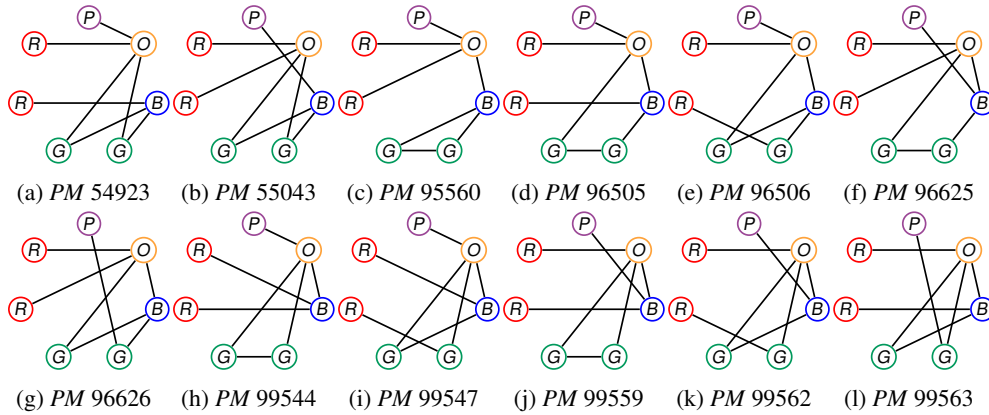 P P P P P P
R O R O R O R O R O R O
R B R B R B R B R B R B
G G G G G G G G G G G G
(a) PM 54923 (b) PM 55043 (c) PM 95560 (d) PM 96505 (e) PM 96506 (f) PM 96625
P P P P P P
R O R O R O R O R O R O
R B R B R B R B R B R B
G G G G G G G G G G G G
(g) PM 96626 (h) PM 99544 (i) PM 99547 (j) PM 99559 (k) PM 99562 (l) PM 99563